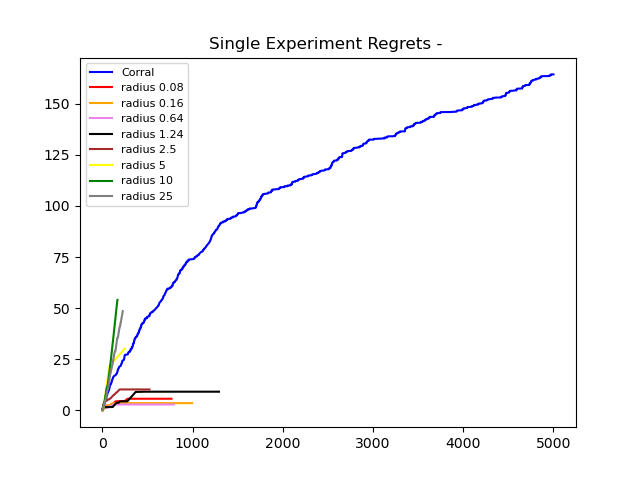 Single Experiment Regrets -
Corral
radius 0.08
radius 0.16
radius 0.64
radius 1.24
radius 2.5
radius 5
radius 10
radius 25
150
125
100
75
50
25
0
0 1000 2000 3000 4000 5000